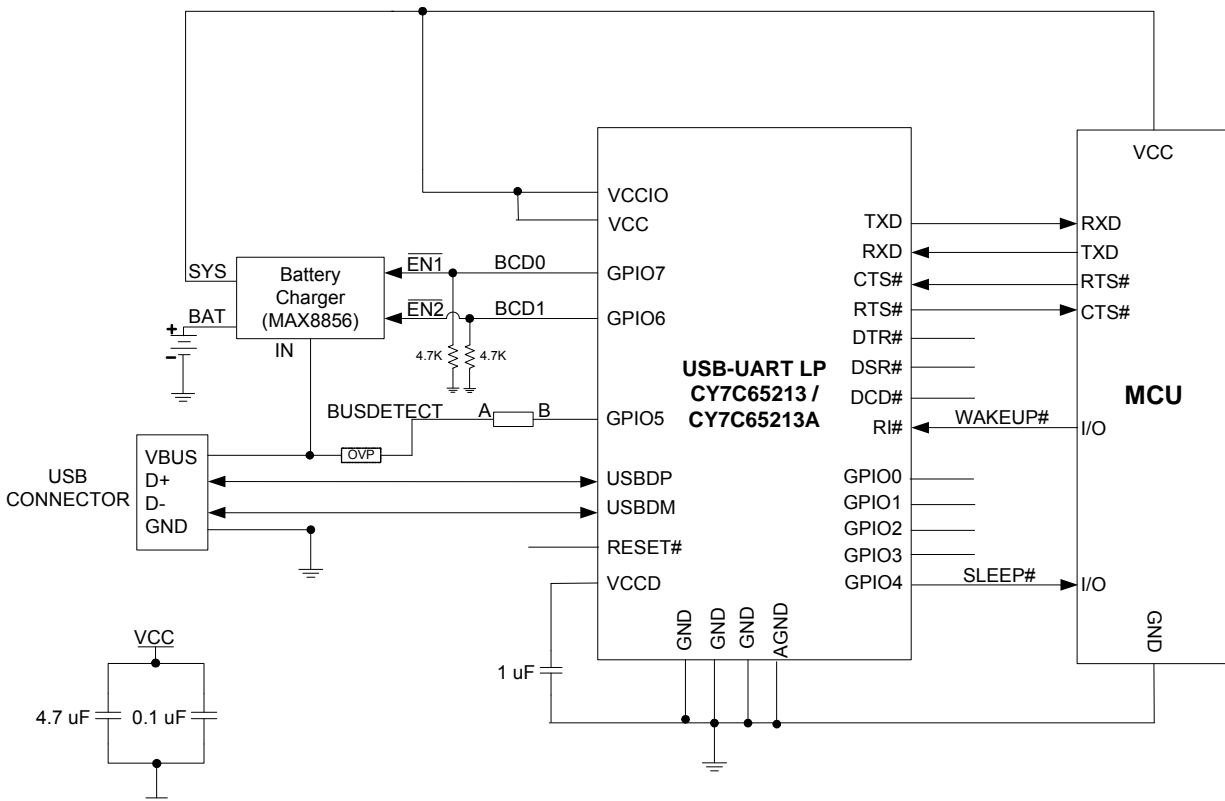 VCC
VCCIO
VCC
TXD
RXD
RXD
TXD
SYS
Battery
Charger
(MAX8856)
EN1
BCD0
GPIO7
CTS#
RTS#
BAT
EN2
BCD1
GPIO6
RTS#
CTS#
+
-
IN
4.7K
4.7K
DTR#
USB-UART LP
CY7C65213 /
CY7C65213A
DSR#
DCD#
MCU
BUSDETECT
A
B
GPIO5
RI#
WAKEUP#
I/O
USB
CONNECTOR
VBUS
D+
D-
GND
OVP
USBDP
USBDM
GPIO0
GPIO1
GPIO2
GPIO3
RESET#
VCCD
GPIO4
SLEEP#
I/O
GND
GND
GND
AGND
GND
1 uF
VCC
4.7 uF
0.1 uF